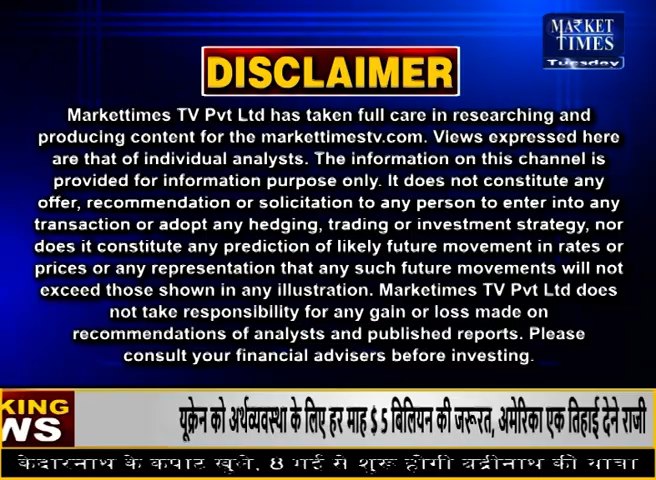 MARKET
TIMES
Tuesday
DISCLAIMER
Markettimes TV Pvt Ltd has taken full care in researching and
producing content for the markettimestv.com. Views expressed here
are that of individual analysts. The information on this channel is
provided for information purpose only. It does not constitute any
offer, recommendation or solicitation to any person to enter into any
transaction or adopt any hedging, trading or investment strategy, nor
does it constitute any prediction of likely future movement in rates or
prices or any representation that any such future movements will not
exceed those shown in any illustration. Marketimes TV Pvt Ltd does
not take responsibility for any gain or loss made on
recommendations of analysts and published reports. Please
consult your financial advisers before investing.
KING
WS
यूक्रेन को अर्थव्यवस्था के लिए हर माह $ 5 बिलियन की जरूरत, अमेरिका एक तिहाई देने राजी
केदारनाथ के कपाट खुले, 8 मई से शुरू होगी बद्रीनाथ की यात्रा